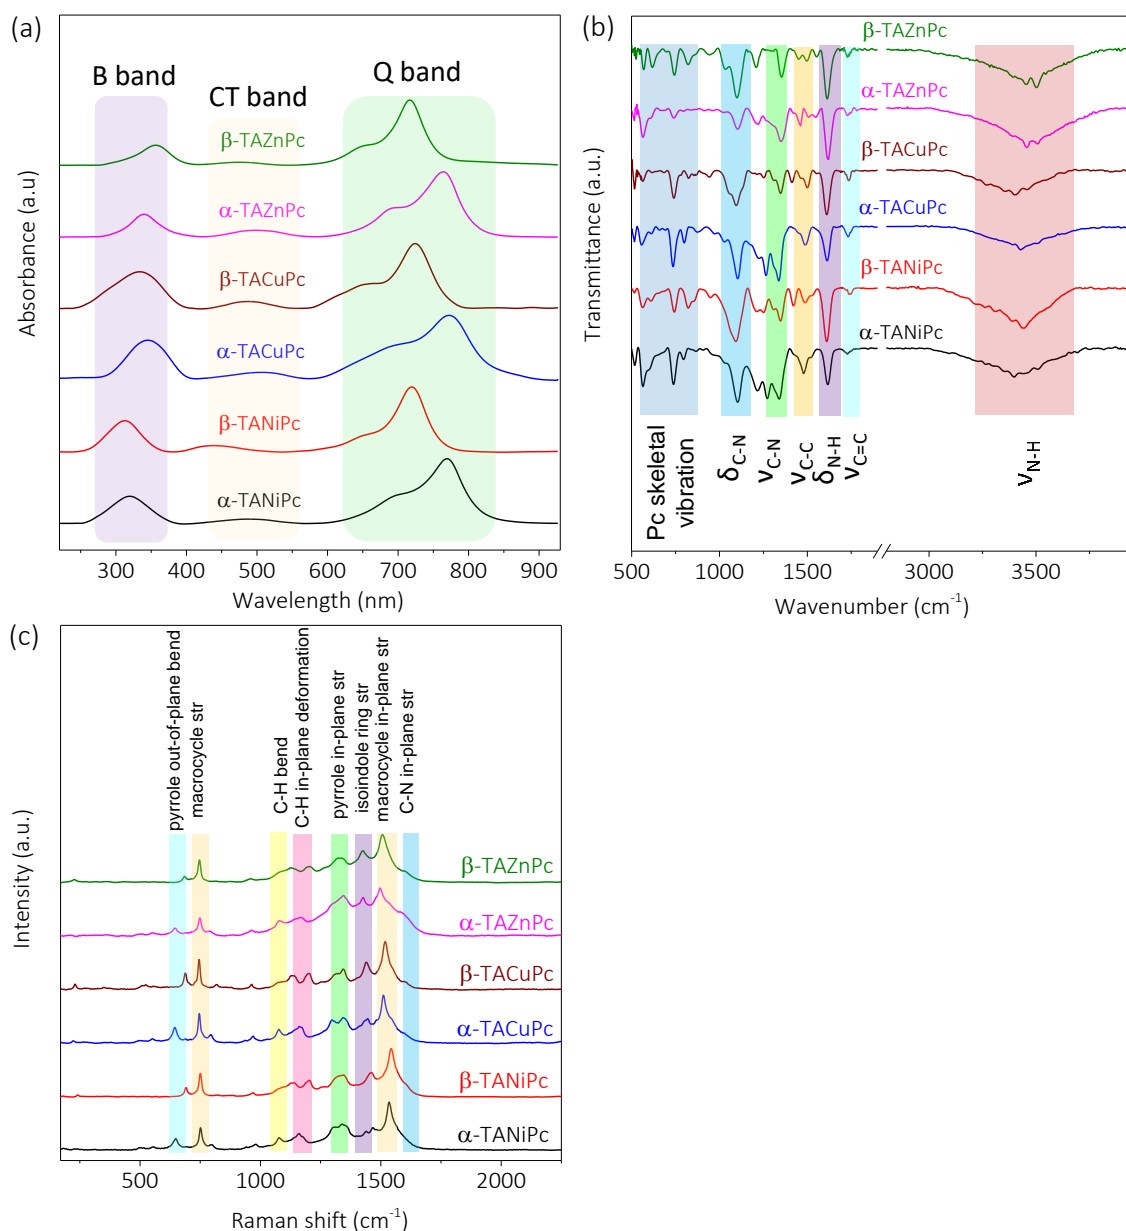 (a)
B band
CT band
Q band
β-TAZnPc
α-TAZnPc
β-TACuPc
α-TACuPc
β-TANiPc
α-TANiPc
Absorbance (a.u)
300 400 500 600 700 800 900
Wavelength (nm)
(b)
β-TAZnPc
α-TAZnPc
β-TACuPc
α-TACuPc
β-TANiPc
α-TANiPc
Transmittance (a.u.)
Pc skeletal
vibration
δC-N
νC-N
νC-C
δN-H
νC=C
νN-H
500 1000 1500 3000 3500
Wavenumber (cm-1)
(c)
pyrrole out-of-plane bend
macrocycle str
C-H bend
C-H in-plane deformation
pyrrole in-plane str
isoindole ring str
macrocycle in-plane str
C-N in-plane str
β-TAZnPc
α-TAZnPc
β-TACuPc
α-TACuPc
β-TANiPc
α-TANiPc
Intensity (a.u.)
500 1000 1500 2000
Raman shift (cm-1)